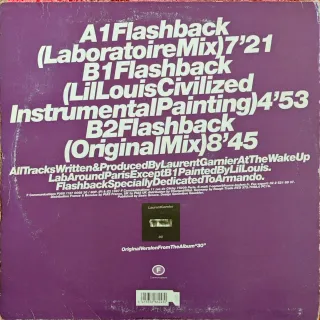 A1Flashback
(LaboratoireMix)7'21
B1Flashback
(LilLouisCivilized
InstrumentalPainting)4'53
B2Flashback
(OriginalMix)8'45
AllTracksWritten&ProducedByLaurentGarnierAtTheWakeUp
LabAroundParisExceptB1PaintedByLilLouis.
FlashbackSpeciallyDedicatedToArmando.
OriginalVersionFromTheAlbum"30"
F